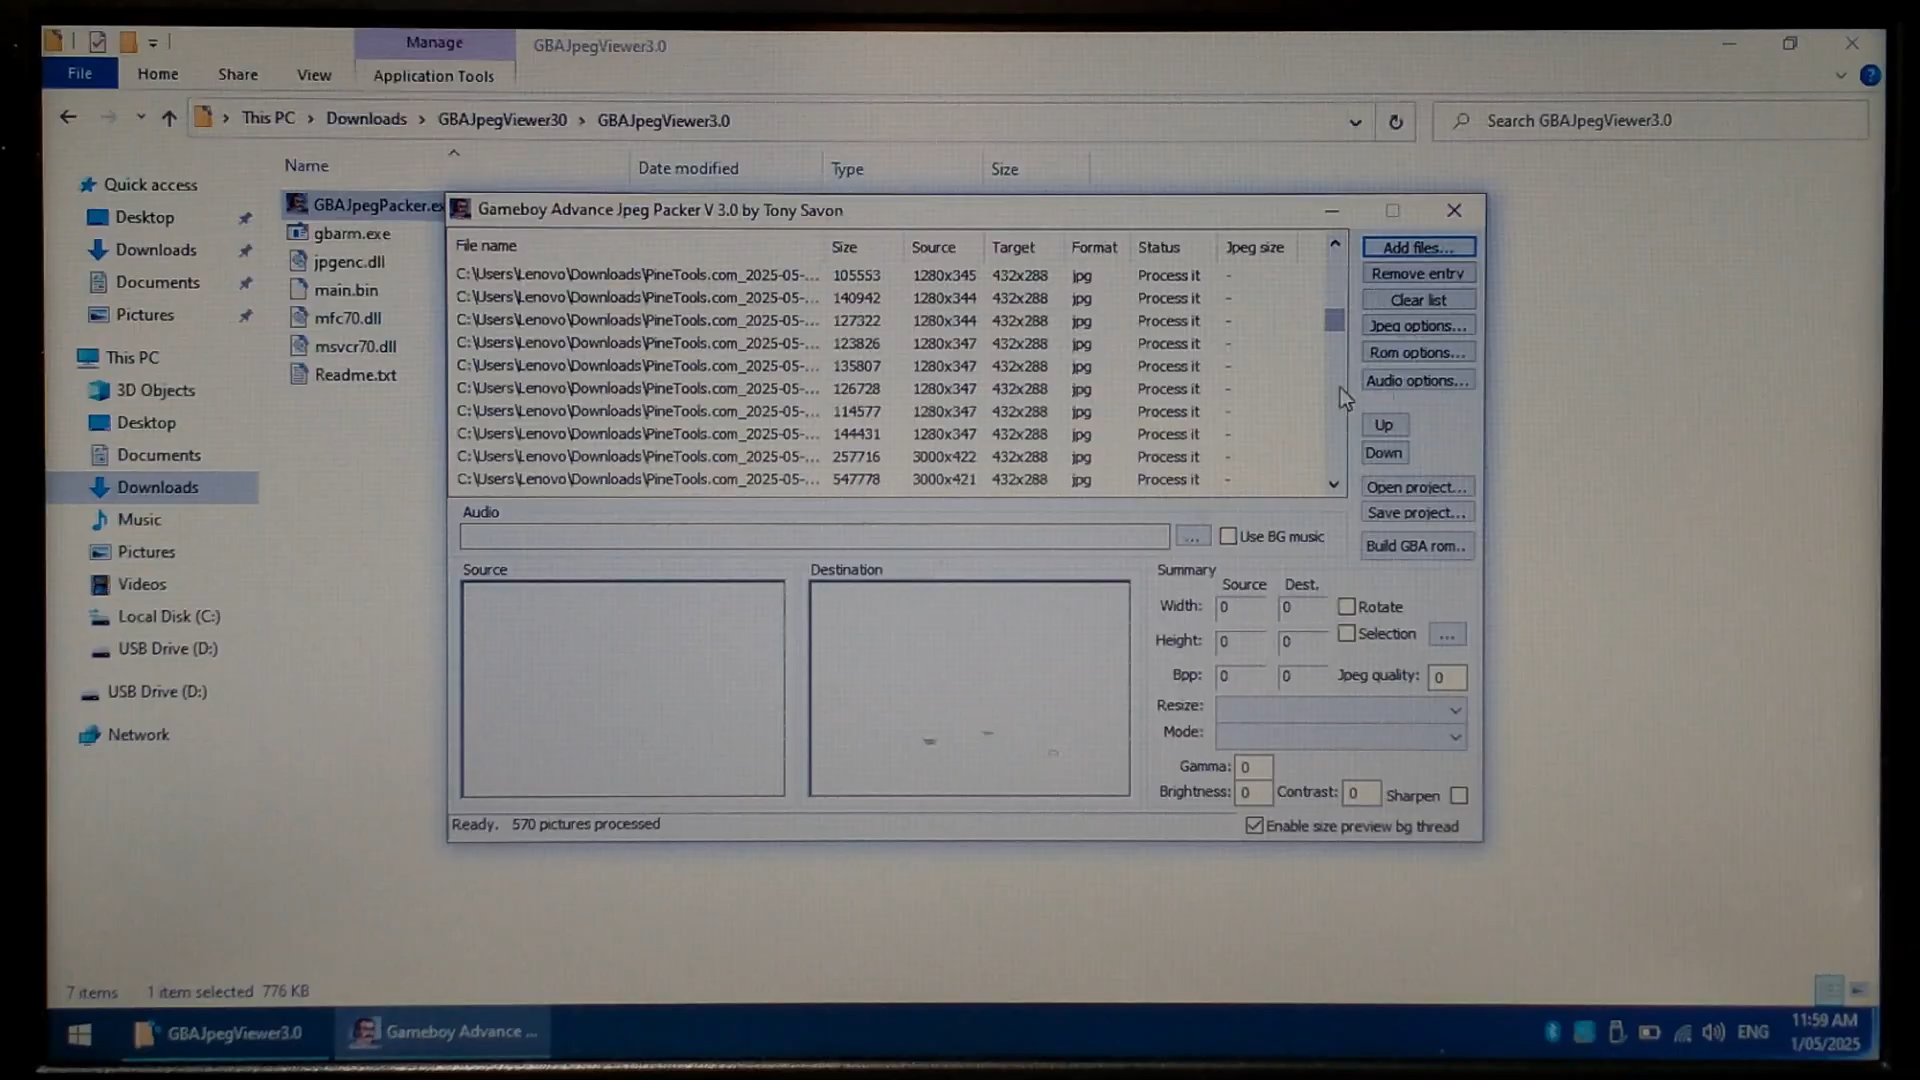 Manage
GBAJpegViewer3.0
File
Home
Share
View
Application Tools
This PC
Downloads
GBAJpegViewer30
GBAJpegViewer3.0
Search GBAJpegViewer3.0
Name
Date modified
Type
Size
Quick access
Desktop
Downloads
Documents
Pictures
This PC
3D Objects
Desktop
Documents
Downloads
Music
Pictures
Videos
Local Disk (C:)
USB Drive (D:)
USB Drive (D:)
Network
GBAJpegPacker.ex
gbarm.exe
jpgenc.dll
main.bin
mfc70.dll
msvcr70.dll
Readme.txt
Gameboy Advance Jpeg Packer V 3.0 by Tony Savon
File name Size Source Target Format Status Jpeg size
C:\Users\Lenovo\Downloads\PineTools.com_2025-05-... 105553 1280x345 432x288 jpg Process it -
C:\Users\Lenovo\Downloads\PineTools.com_2025-05-... 140942 1280x344 432x288 jpg Process it -
C:\Users\Lenovo\Downloads\PineTools.com_2025-05-... 127322 1280x344 432x288 jpg Process it -
C:\Users\Lenovo\Downloads\PineTools.com_2025-05-... 123826 1280x347 432x288 jpg Process it -
C:\Users\Lenovo\Downloads\PineTools.com_2025-05-... 135807 1280x347 432x288 jpg Process it -
C:\Users\Lenovo\Downloads\PineTools.com_2025-05-... 126728 1280x347 432x288 jpg Process it -
C:\Users\Lenovo\Downloads\PineTools.com_2025-05-... 114577 1280x347 432x288 jpg Process it -
C:\Users\Lenovo\Downloads\PineTools.com_2025-05-... 144431 1280x347 432x288 jpg Process it -
C:\Users\Lenovo\Downloads\PineTools.com_2025-05-... 257716 3000x422 432x288 jpg Process it -
C:\Users\Lenovo\Downloads\PineTools.com_2025-05-... 547778 3000x421 432x288 jpg Process it -
Add files...
Remove entry
Clear list
Jpeg options...
Rom options...
Audio options...
Up
Down
Open project...
Save project...
Build GBA rom..
Audio
...
Use BG music
Source
Destination
Summary
Source Dest.
Width: 0 0 Rotate
Height: 0 0 Selection ...
Bpp: 0 0 Jpeg quality: 0
Resize:
Mode:
Gamma: 0
Brightness: 0 Contrast: 0 Sharpen
Ready. 570 pictures processed
Enable size preview bg thread
7 items 1 item selected 776 KB
GBAJpegViewer3.0
Gameboy Advance ...
ENG
11:59 AM
1/05/2025